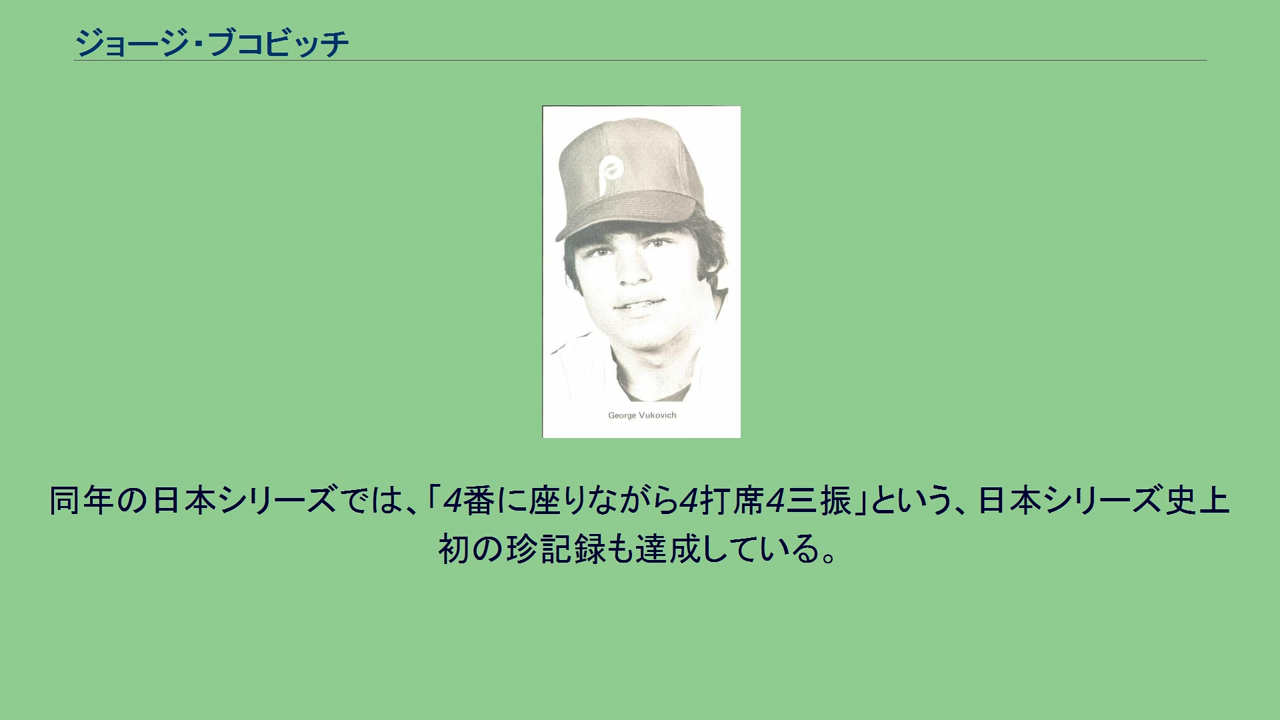 ジョージ・ブコビッチ
P
George Vukovich
同年の日本シリーズでは、「4番に座りながら4打席4三振」という、日本シリーズ史上
初の珍記録も達成している。